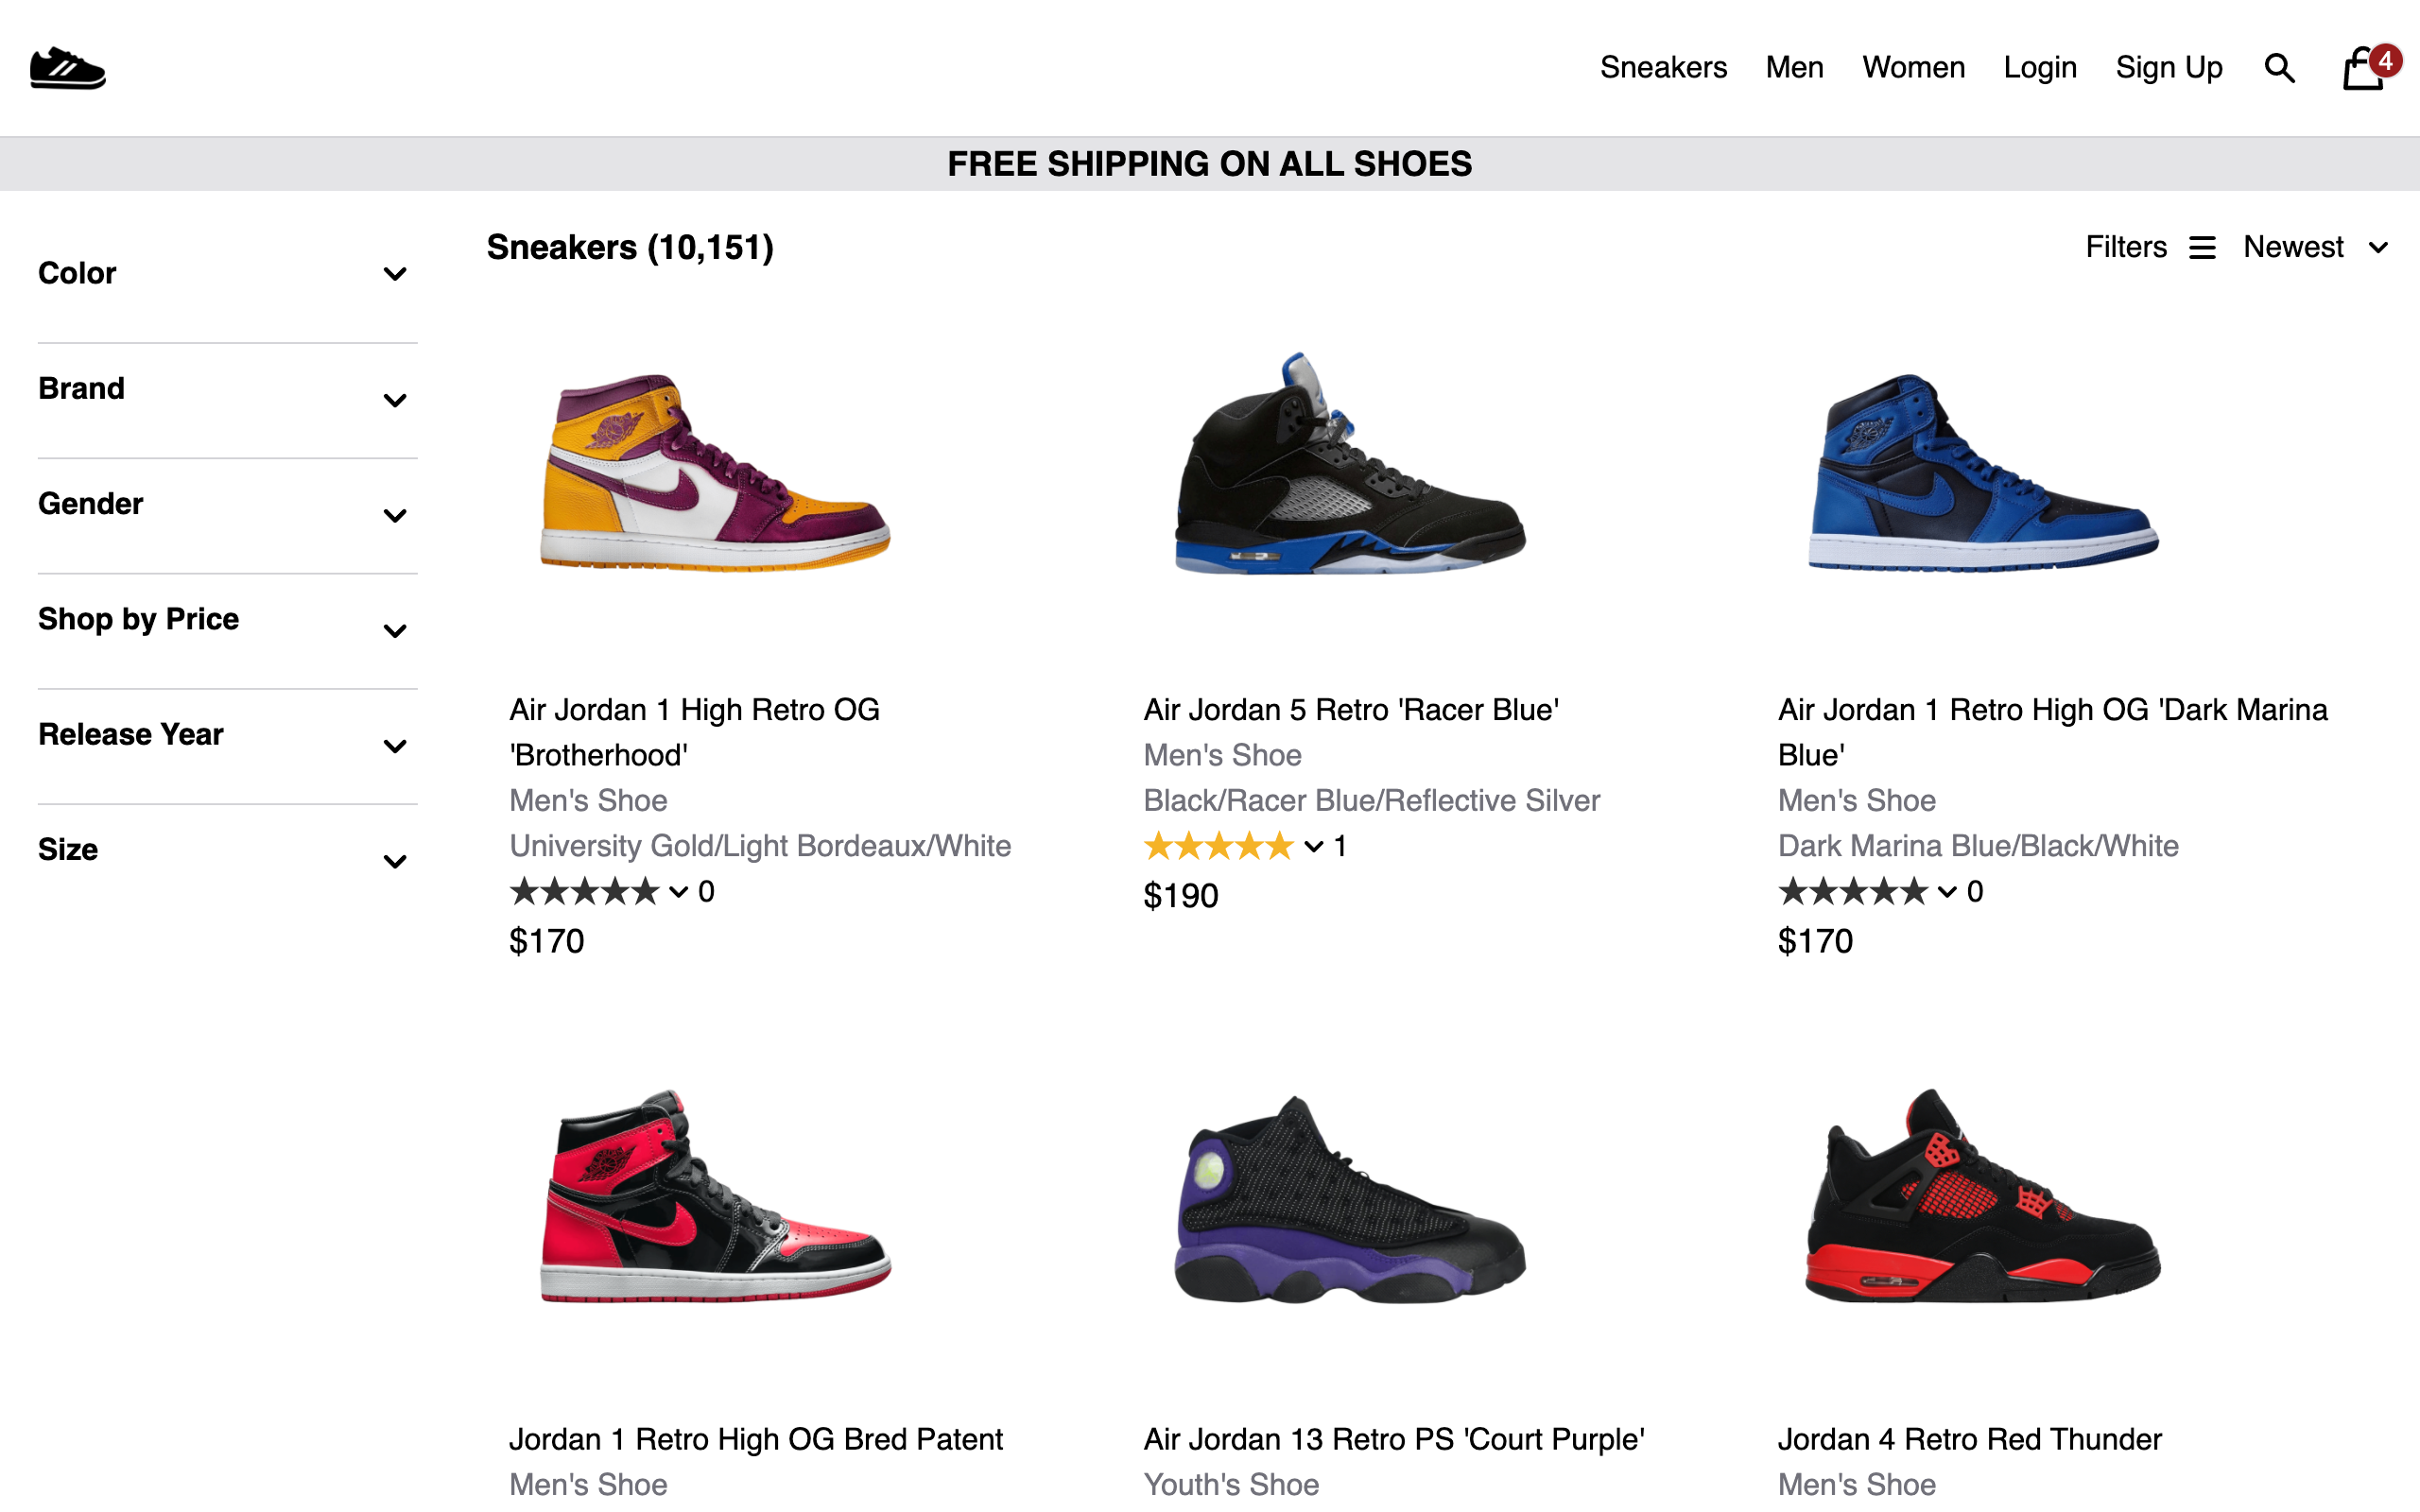 Sneakers Men Women Login Sign Up 4
FREE SHIPPING ON ALL SHOES
Color
Brand
Gender
Shop by Price
Release Year
Size
Sneakers (10,151)
Filters Newest
Air Jordan 1 High Retro OG
'Brotherhood'
Men's Shoe
University Gold/Light Bordeaux/White
0
$170
Air Jordan 5 Retro 'Racer Blue'
Men's Shoe
Black/Racer Blue/Reflective Silver
1
$190
Air Jordan 1 Retro High OG 'Dark Marina
Blue'
Men's Shoe
Dark Marina Blue/Black/White
0
$170
Jordan 1 Retro High OG Bred Patent
Men's Shoe
Air Jordan 13 Retro PS 'Court Purple'
Youth's Shoe
Jordan 4 Retro Red Thunder
Men's Shoe